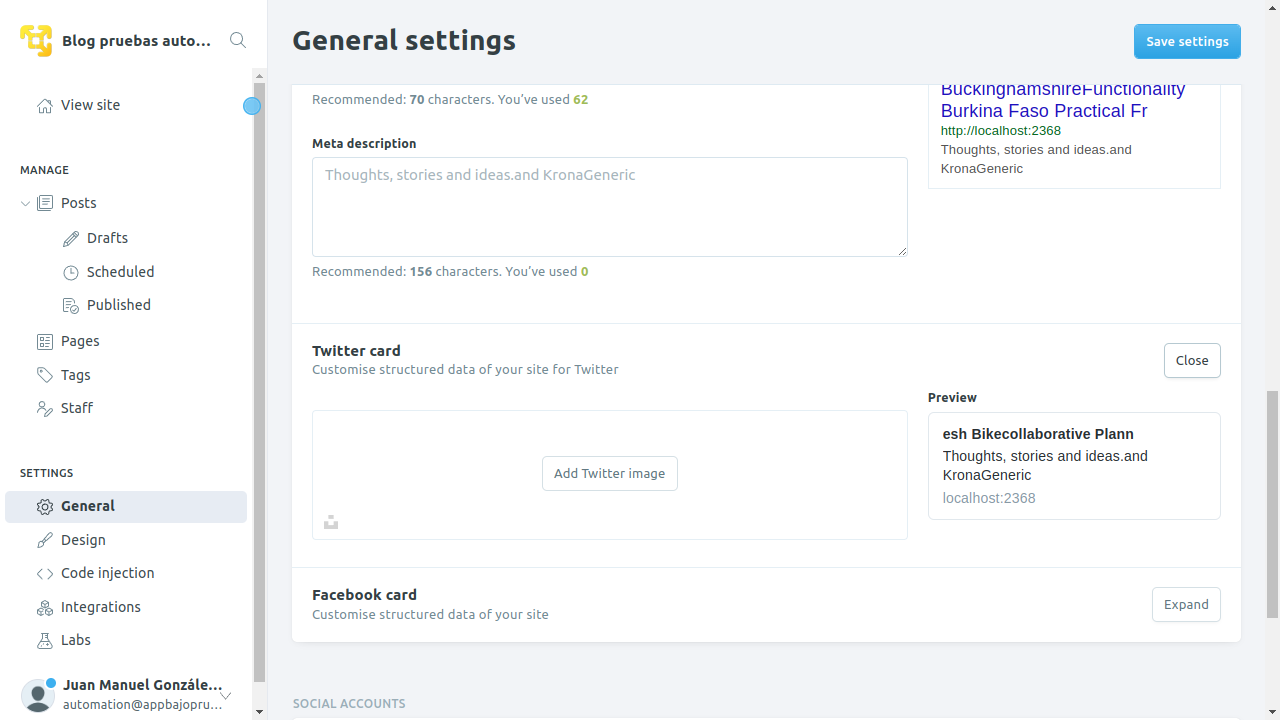 Blog pruebas auto...
View site
MANAGE
Posts
Drafts
Scheduled
Published
Pages
Tags
Staff
SETTINGS
General
Design
Code injection
Integrations
Labs
Juan Manuel Gonzále...
automation@appbajopru...
General settings
Save settings
Recommended: 70 characters. You’ve used 62
Meta description
Thoughts, stories and ideas.and KronaGeneric
Recommended: 156 characters. You’ve used 0
BuckinghamshireFunctionality
Burkina Faso Practical Fr
http://localhost:2368
Thoughts, stories and ideas.and
KronaGeneric
Twitter card
Customise structured data of your site for Twitter
Close
Add Twitter image
Preview
esh Bikecollaborative Plann
Thoughts, stories and ideas.and
KronaGeneric
localhost:2368
Facebook card
Customise structured data of your site
Expand
SOCIAL ACCOUNTS